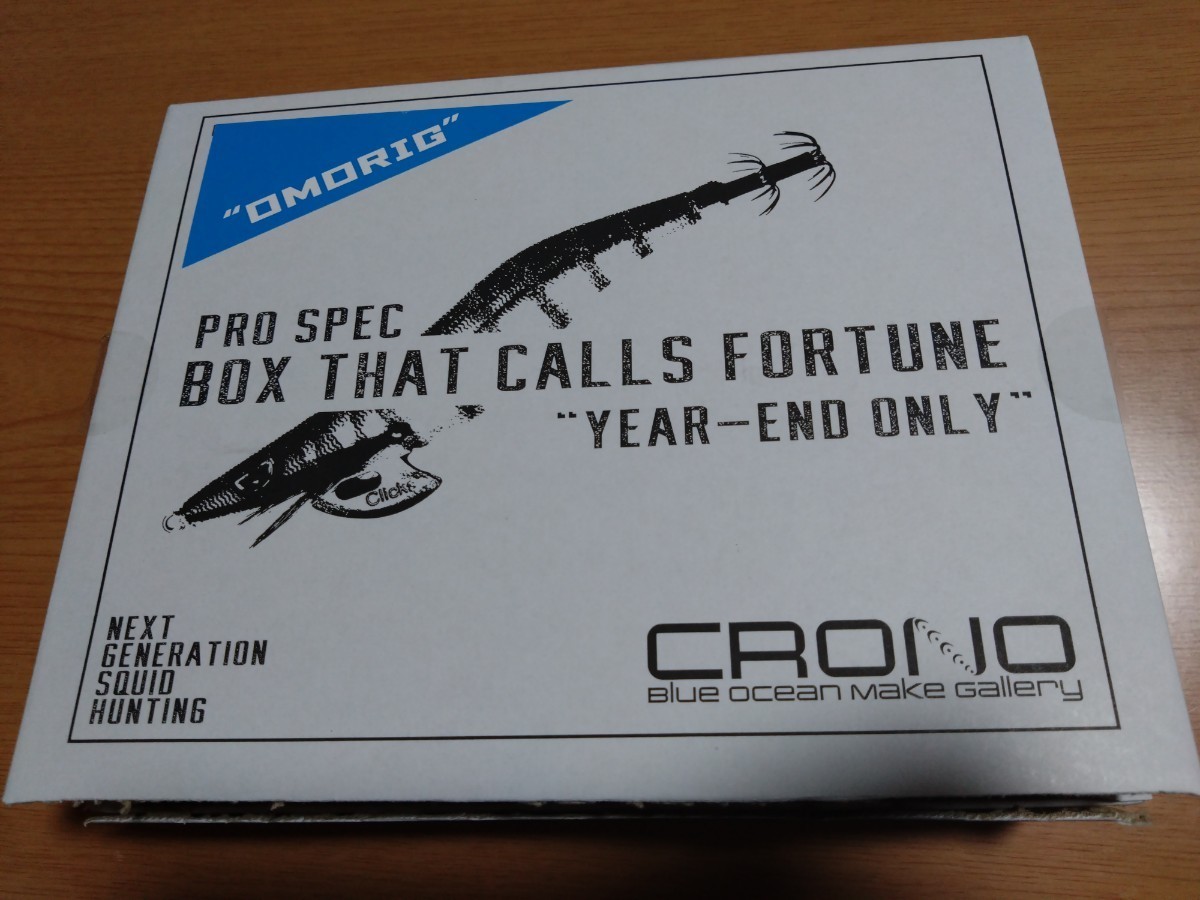 "OMORIG"
PRO SPEC
BOX THAT CALLS FORTUNE
"YEAR-END ONLY"
Click
NEXT
GENERATION
SQUID
HUNTING
CRONO
Blue Ocean Make Gallery